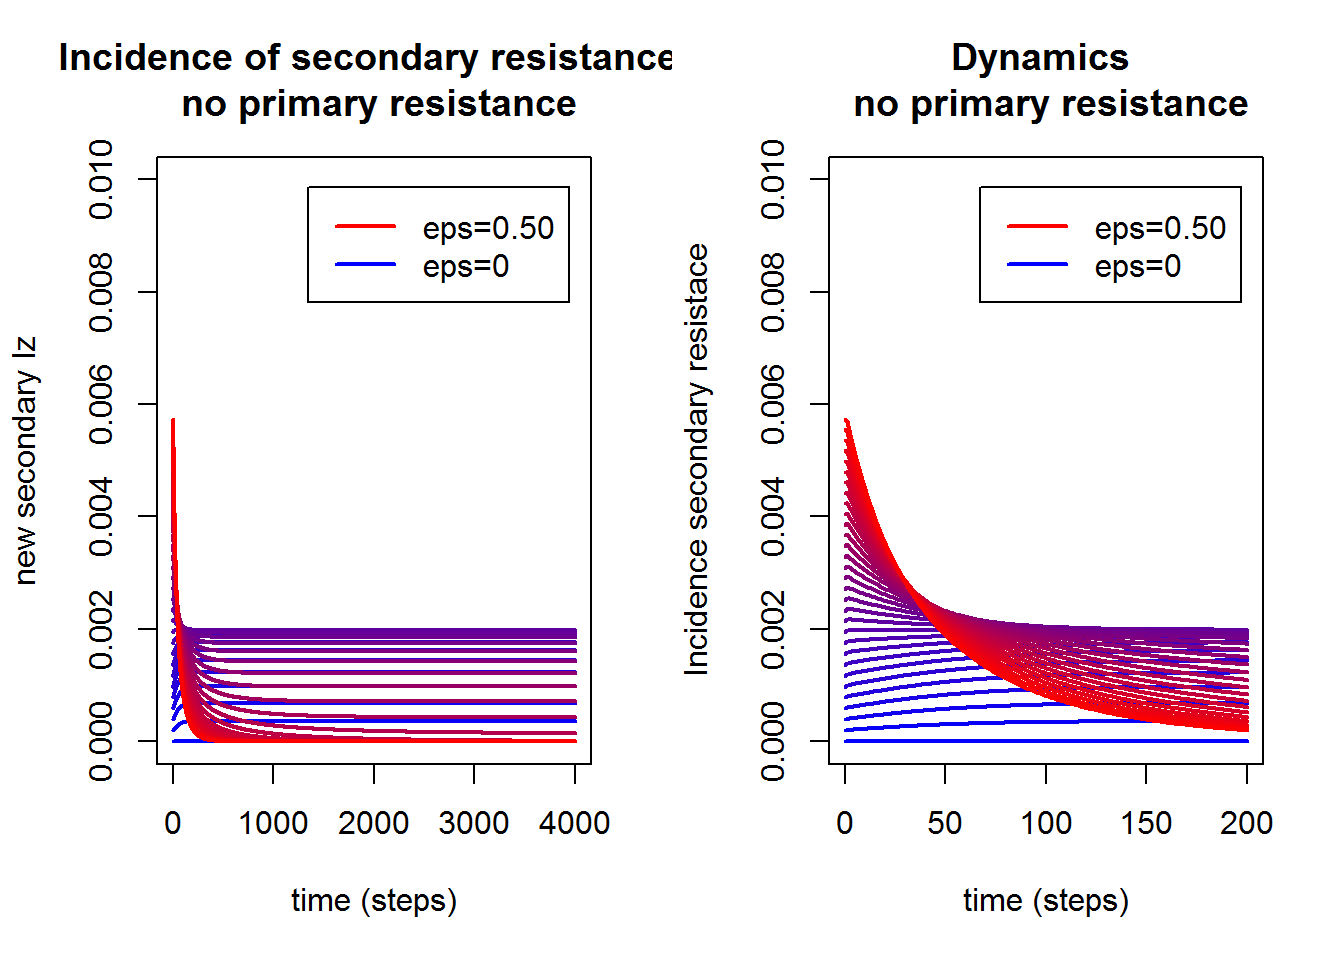 Incidence of secondary resistance
no primary resistance
new secondary Iz
0.000
0.002
0.004
0.006
0.008
0.010
eps=0.50
eps=0
0
1000
2000
3000
4000
time (steps)
Dynamics
no primary resistance
Incidence secondary resistace
0.000
0.002
0.004
0.006
0.008
0.010
eps=0.50
eps=0
0
50
100
150
200
time (steps)